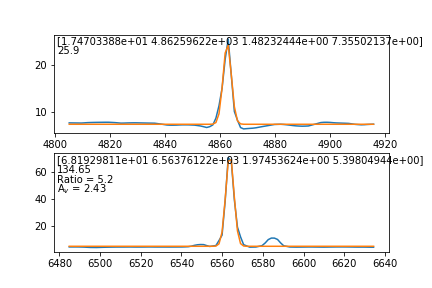 [1.74703388e+01 4.86259622e+03 1.48232444e+00 7.35502137e+00]
25.9
20
10
4800 4820 4840 4860 4880 4900 4920
[6.81929811e+01 6.56376122e+03 1.97453624e+00 5.39804944e+00]
134.65
Ratio = 5.2
Aᵥ = 2.43
60
40
20
6480 6500 6520 6540 6560 6580 6600 6620 6640